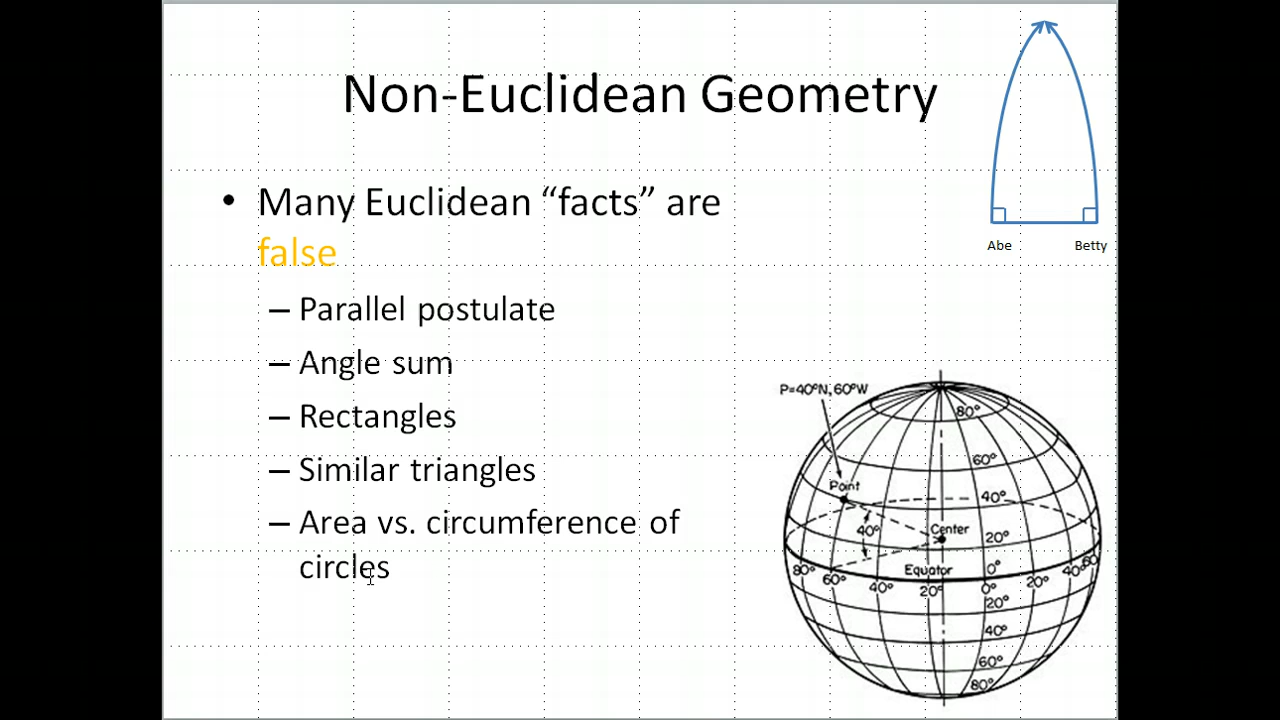 Non-Euclidean Geometry
• Many Euclidean “facts” are
false
– Parallel postulate
– Angle sum
– Rectangles
– Similar triangles
– Area vs. circumference of
circles
Abe Betty
P=40°N, 60°W
80°
60°
Point
40°
40°
Center
20°
Equator
0°
80° 60° 40° 20° 0° 20° 40° 60
20°
40°
60°
80°